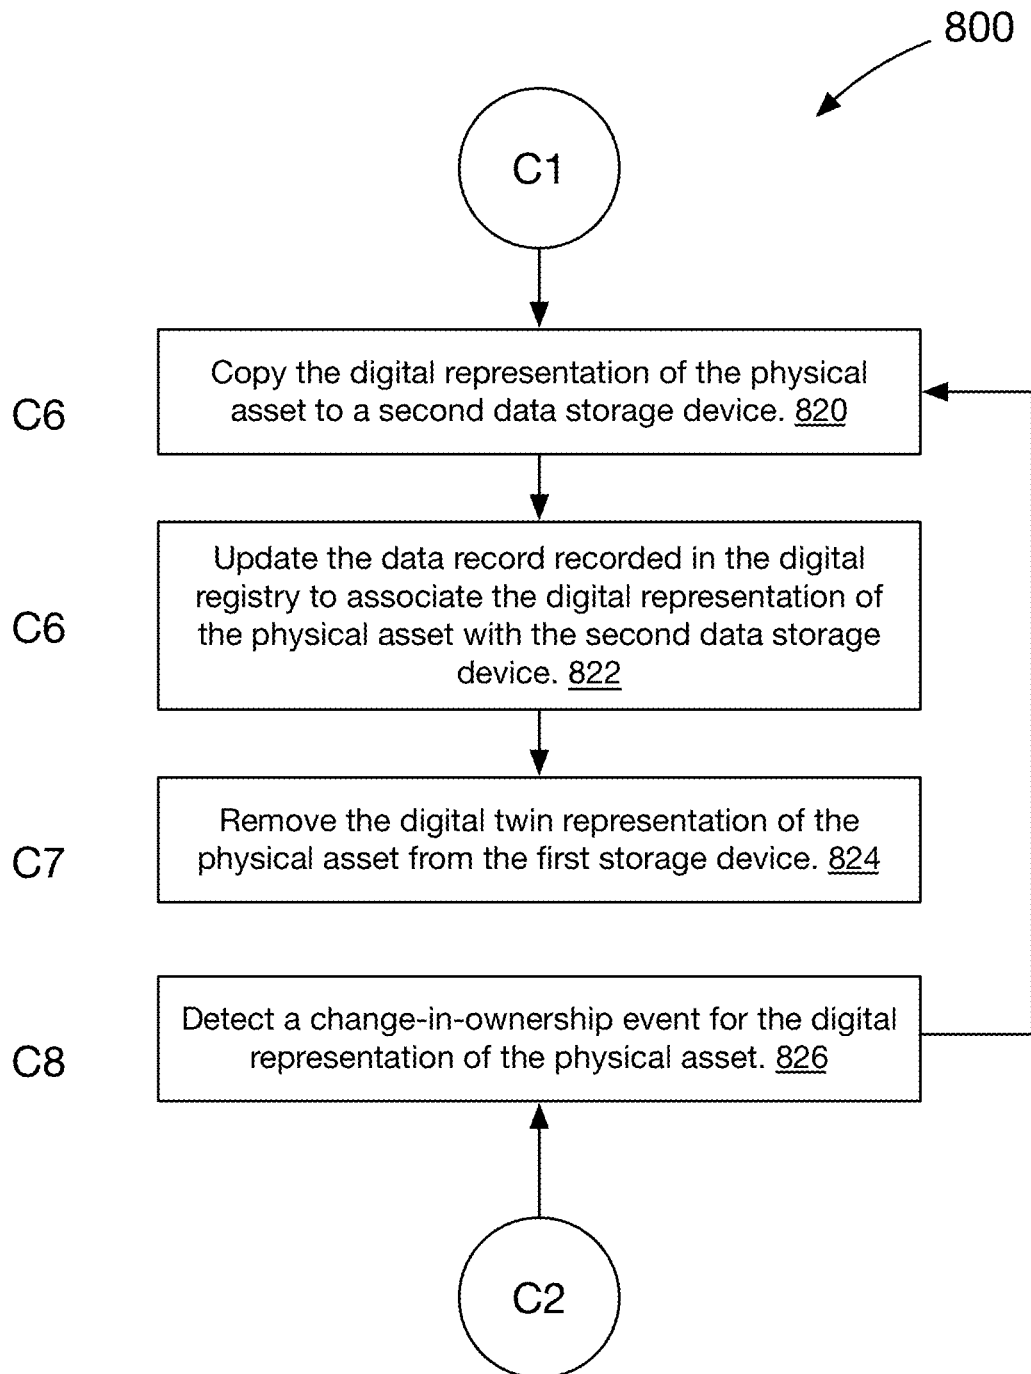 800
C1
C6
Copy the digital representation of the physical
asset to a second data storage device. 820
C6
Update the data record recorded in the digital
registry to associate the digital representation of
the physical asset with the second data storage
device. 822
C7
Remove the digital twin representation of the
physical asset from the first storage device. 824
C8
Detect a change-in-ownership event for the digital
representation of the physical asset. 826
C2